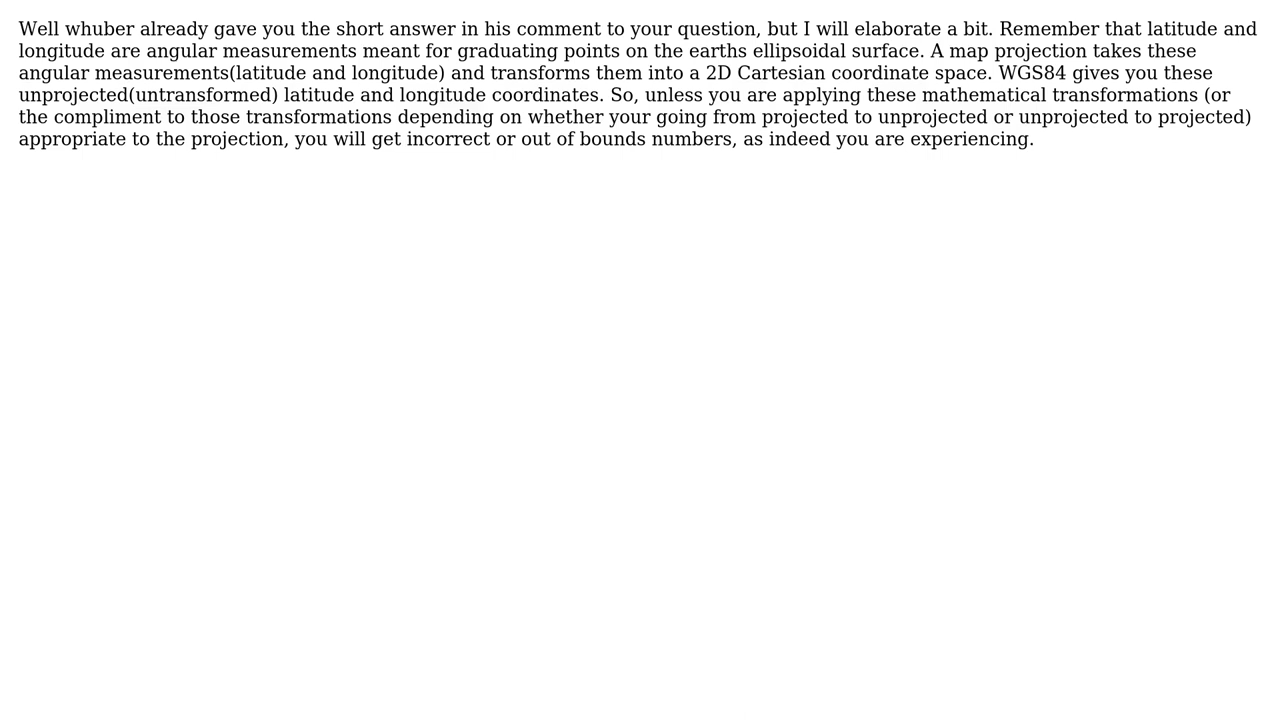 Well whuber already gave you the short answer in his comment to your question, but I will elaborate a bit. Remember that latitude and
longitude are angular measurements meant for graduating points on the earths ellipsoidal surface. A map projection takes these
angular measurements(latitude and longitude) and transforms them into a 2D Cartesian coordinate space. WGS84 gives you these
unprojected(untransformed) latitude and longitude coordinates. So, unless you are applying these mathematical transformations (or
the compliment to those transformations depending on whether your going from projected to unprojected or unprojected to projected)
appropriate to the projection, you will get incorrect or out of bounds numbers, as indeed you are experiencing.